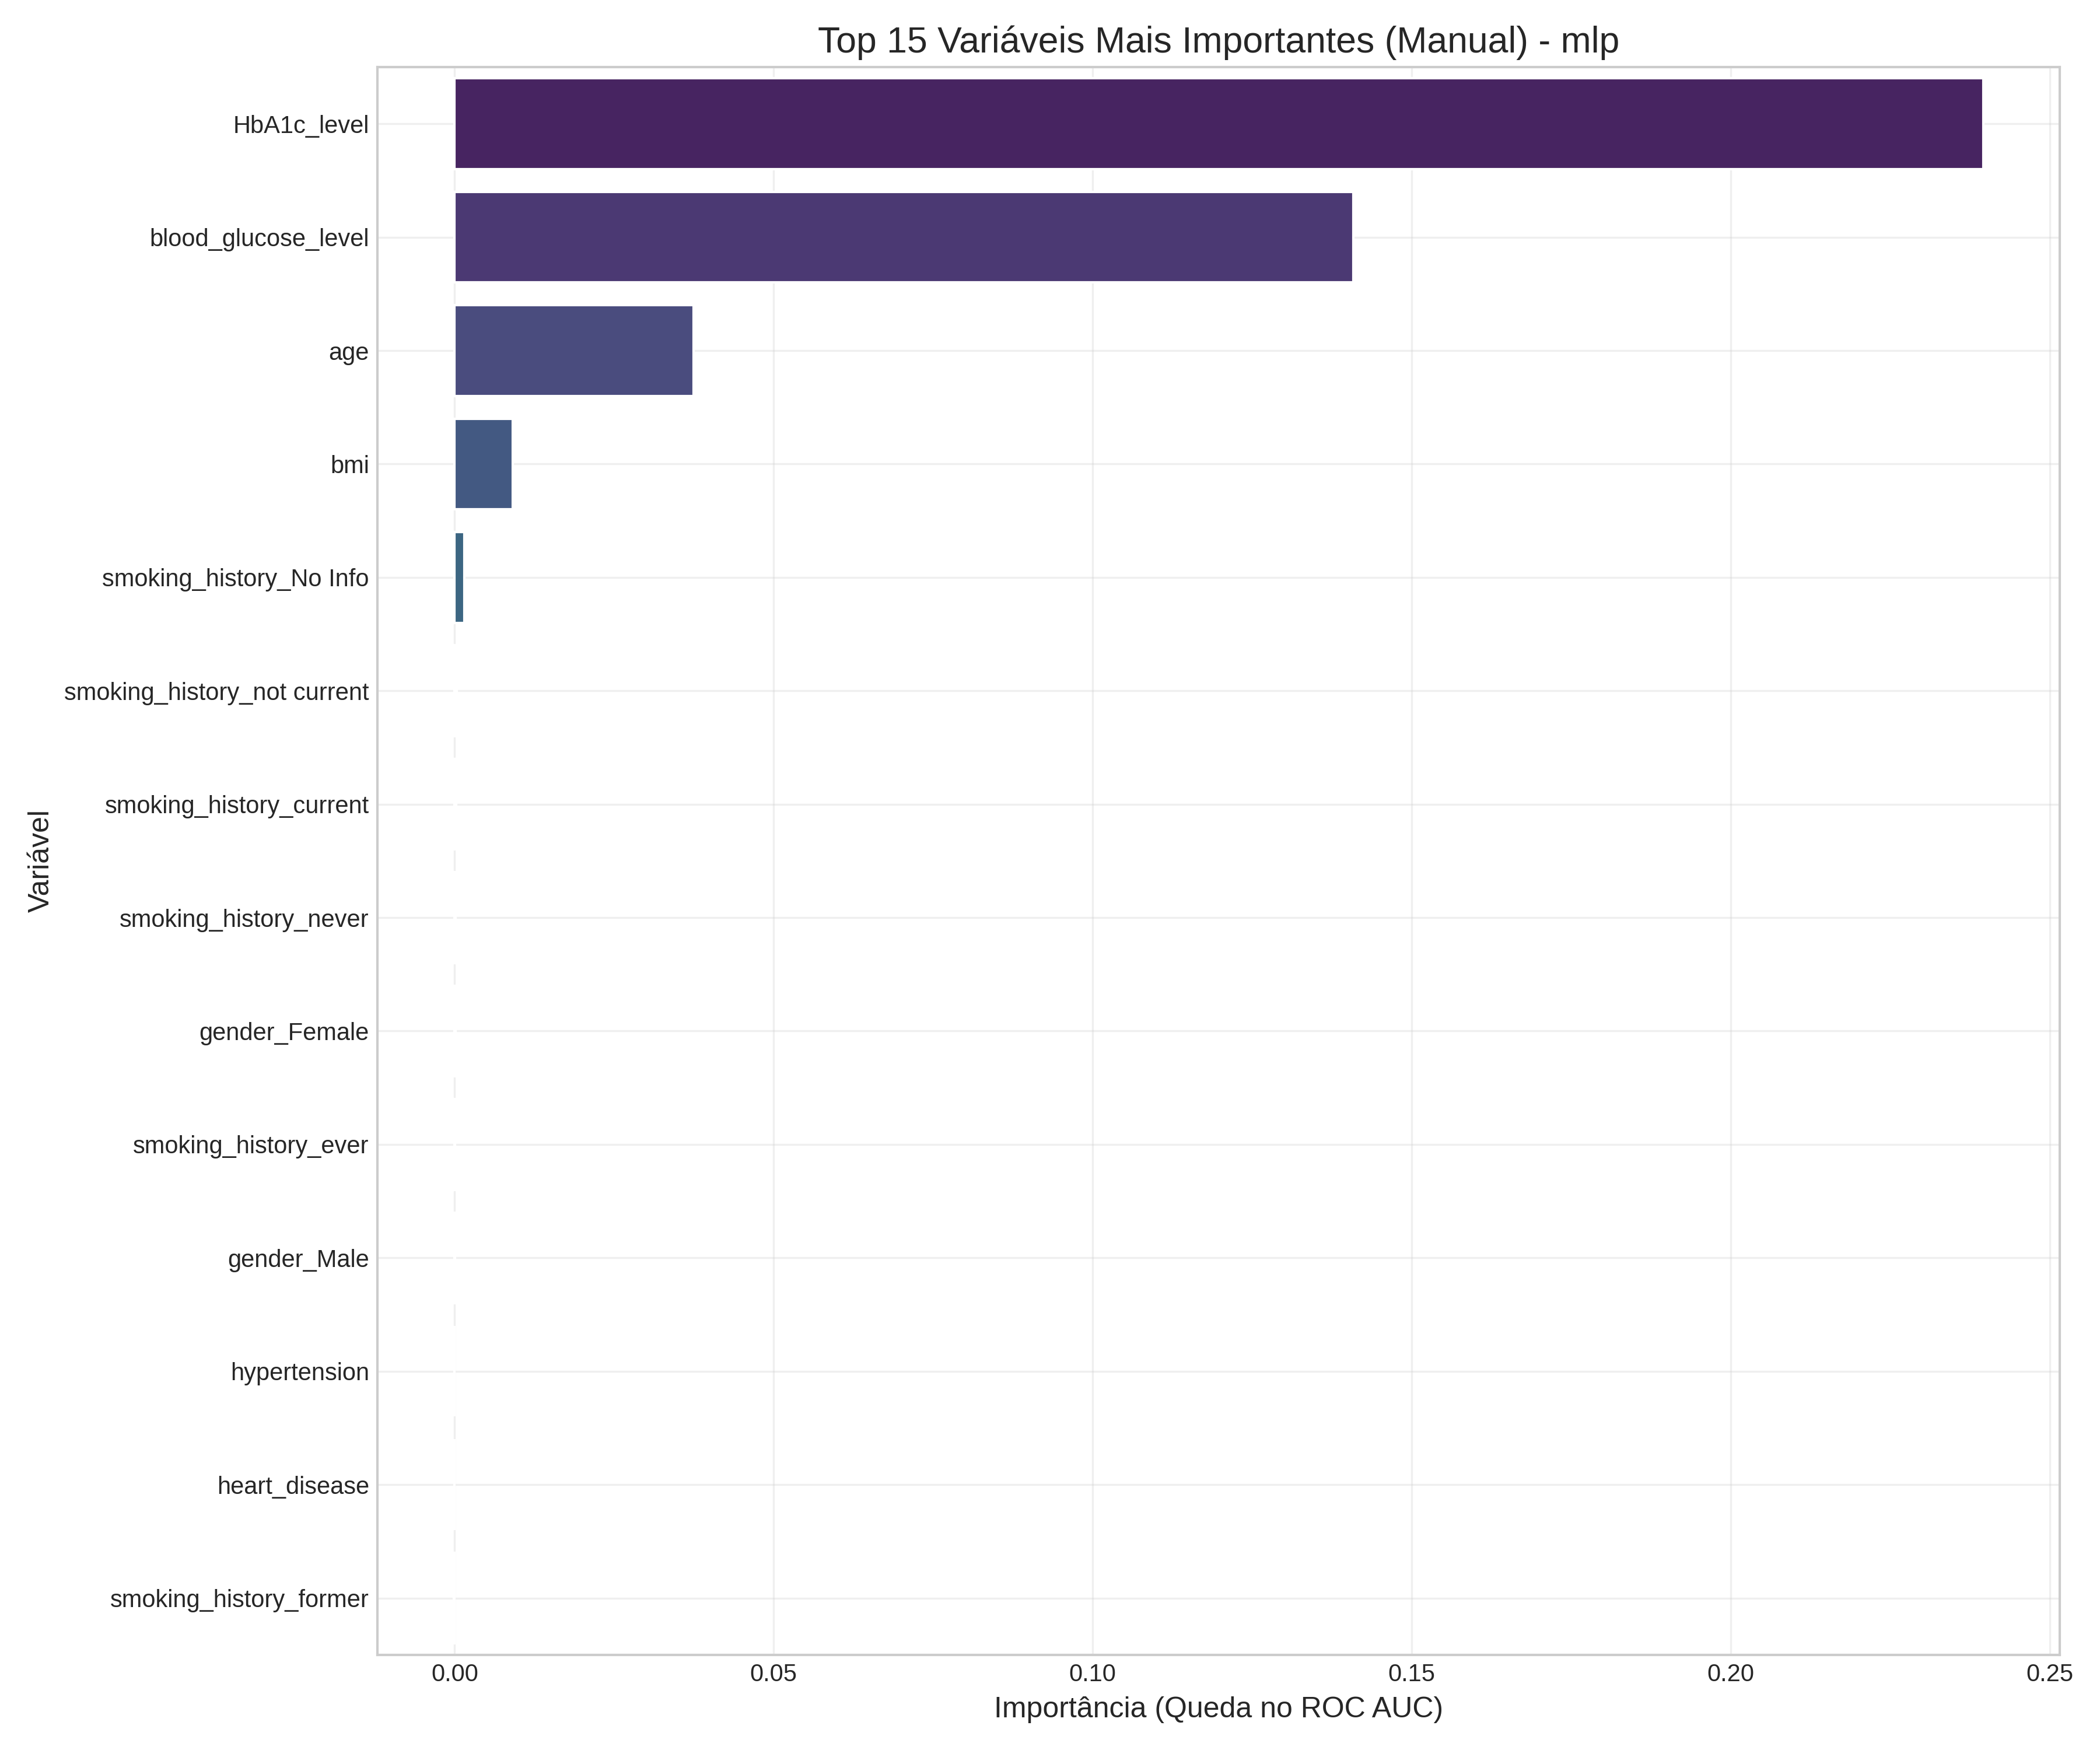 Top 15 Variáveis Mais Importantes (Manual) - mlp
HbA1c_level
blood_glucose_level
age
bmi
smoking_history_No Info
smoking_history_not current
smoking_history_current
smoking_history_never
gender_Female
smoking_history_ever
gender_Male
hypertension
heart_disease
smoking_history_former
Variável
0.00 0.05 0.10 0.15 0.20 0.25
Importância (Queda no ROC AUC)